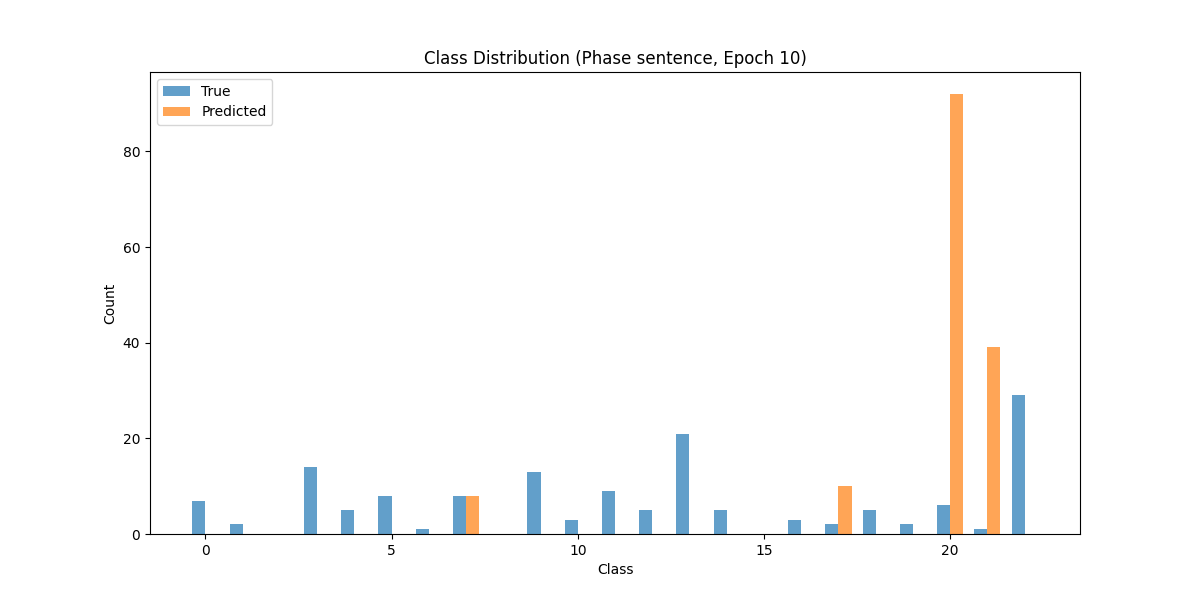 Class Distribution (Phase sentence, Epoch 10)
True
Predicted
80
60
40
20
0
Count
0 5 10 15 20
Class